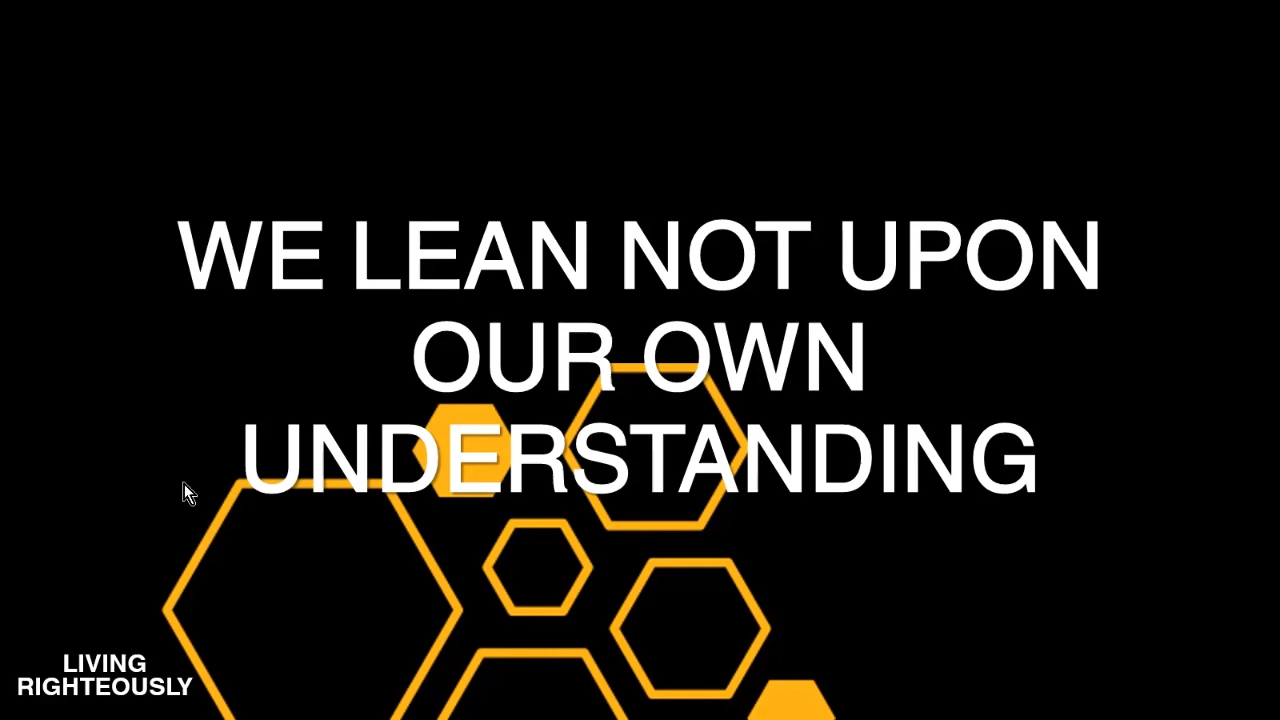 WE LEAN NOT UPON
OUR OWN
UNDERSTANDING
LIVING
RIGHTEOUSLY